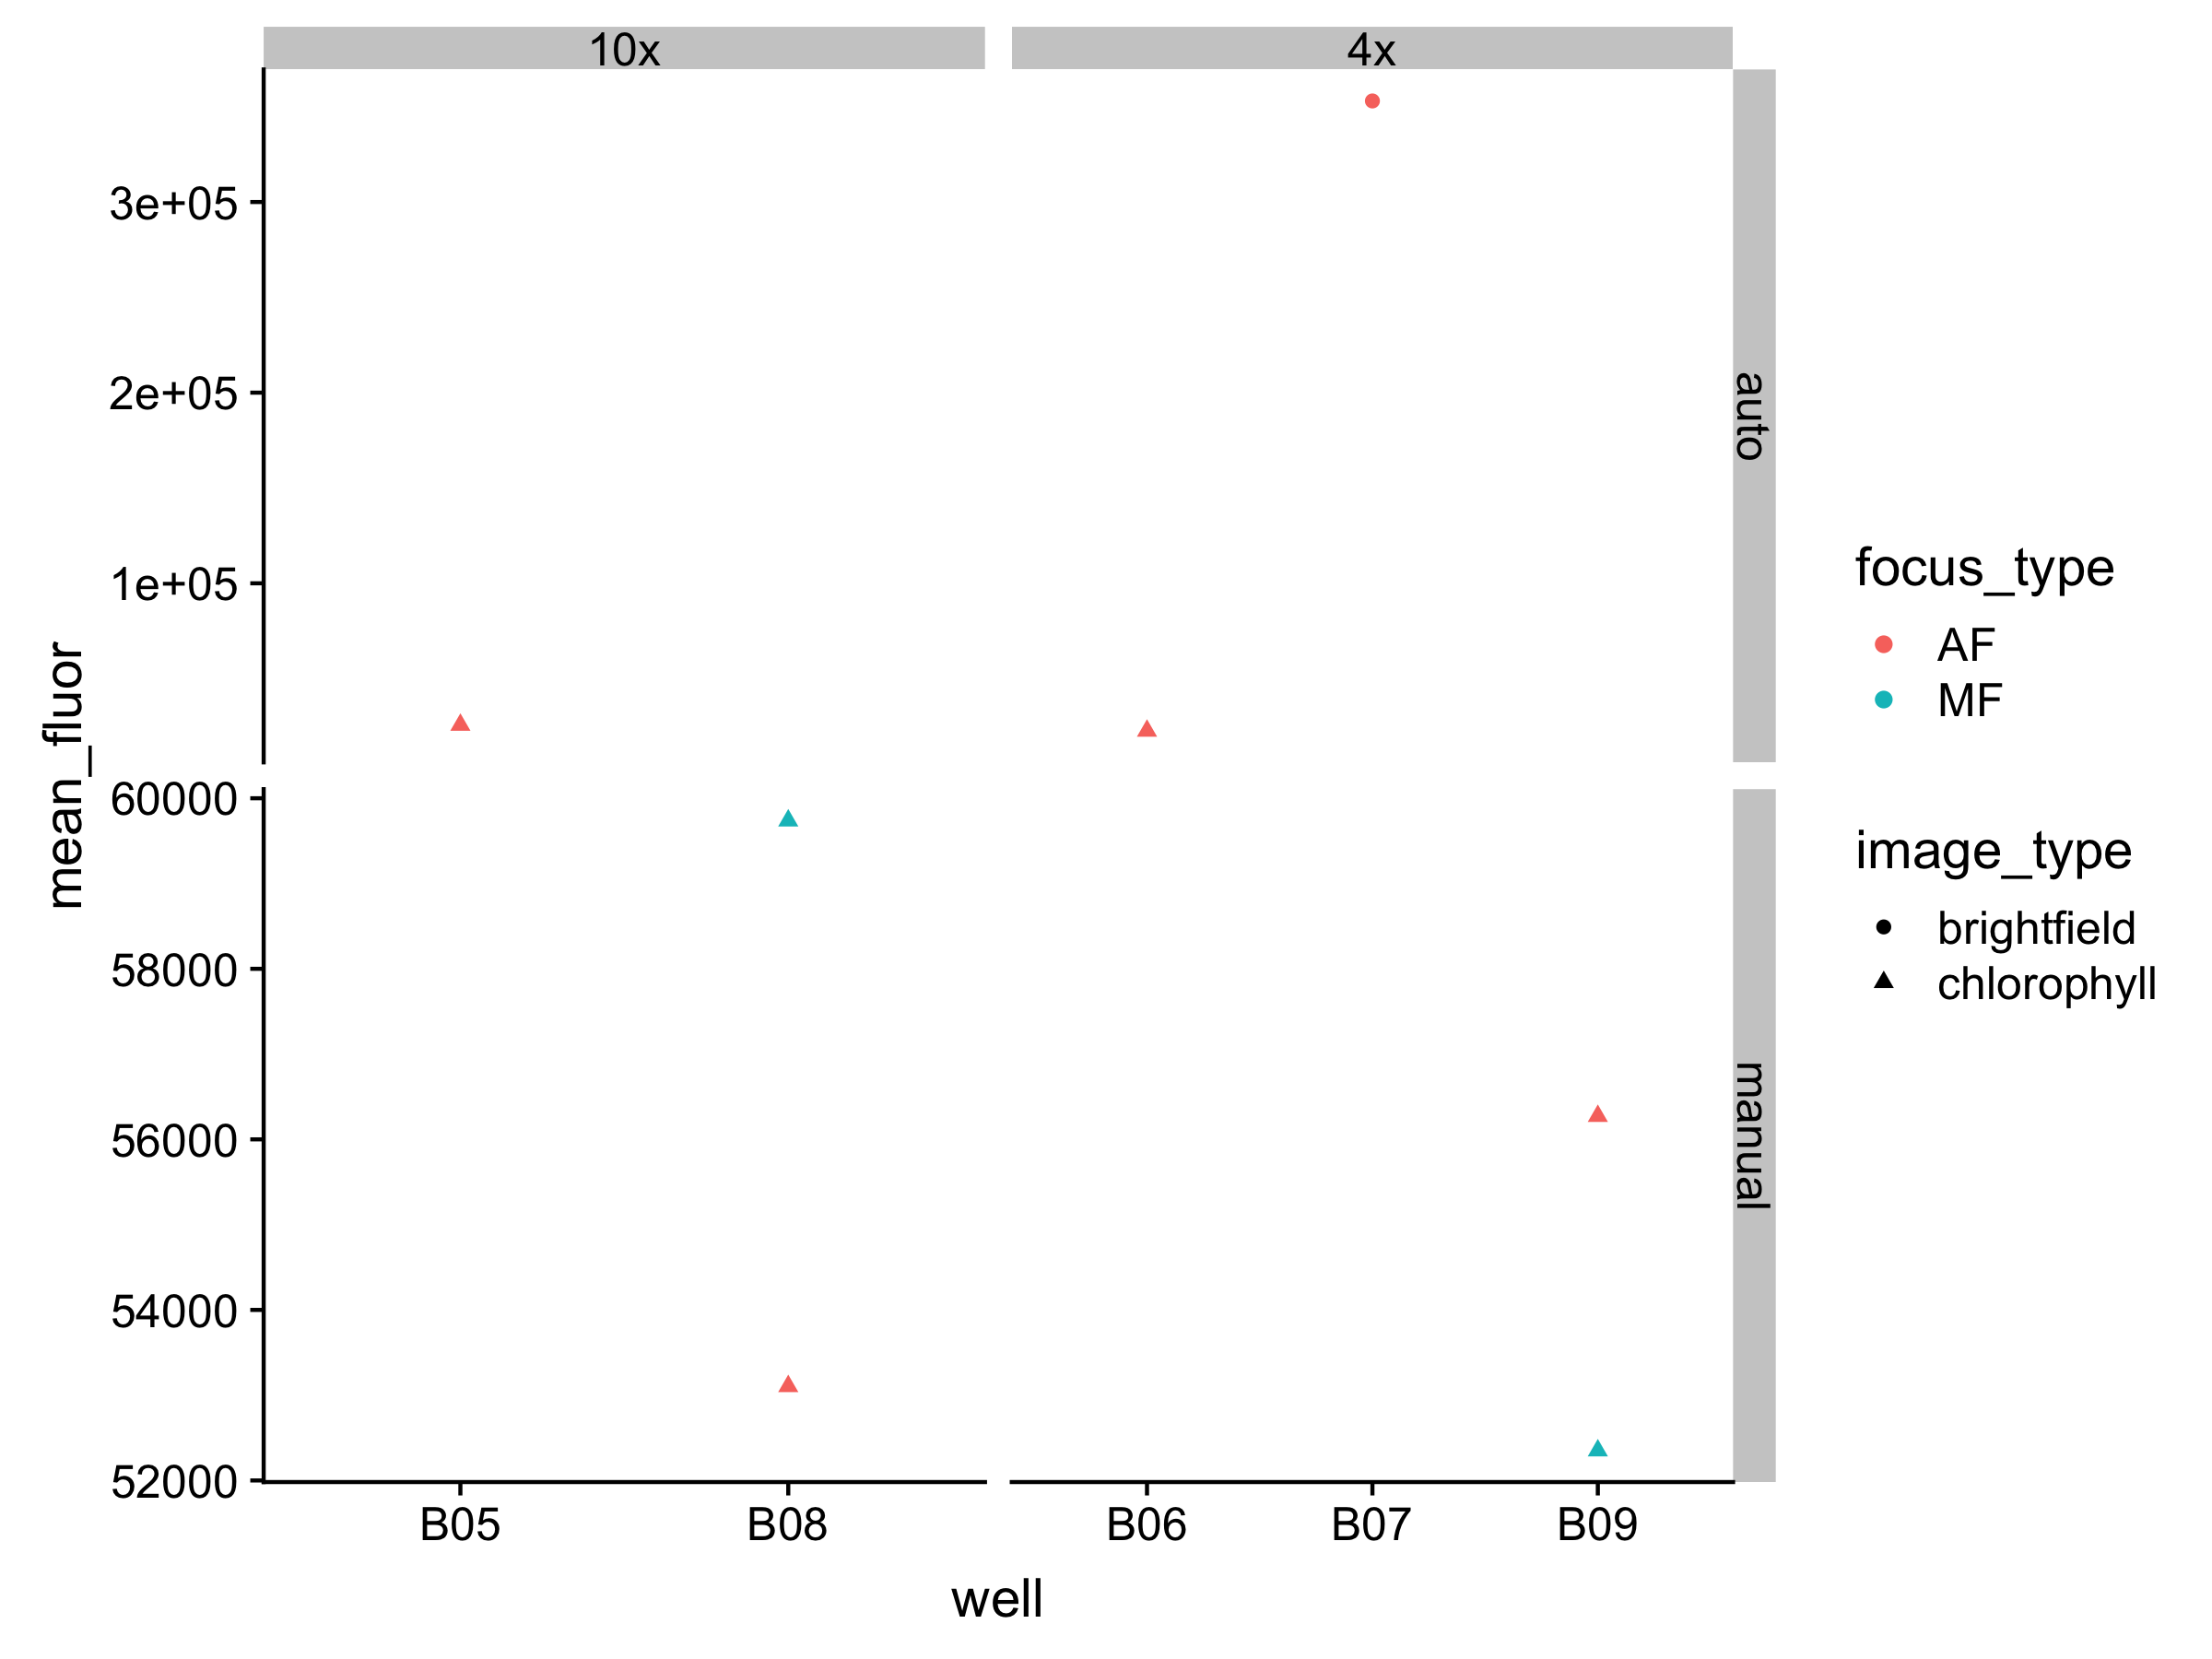 10x
4x
auto
manual
mean_fluor
3e+05
2e+05
1e+05
60000
58000
56000
54000
52000
B05
B08
B06
B07
B09
well
focus_type
AF
MF
image_type
brightfield
chlorophyll